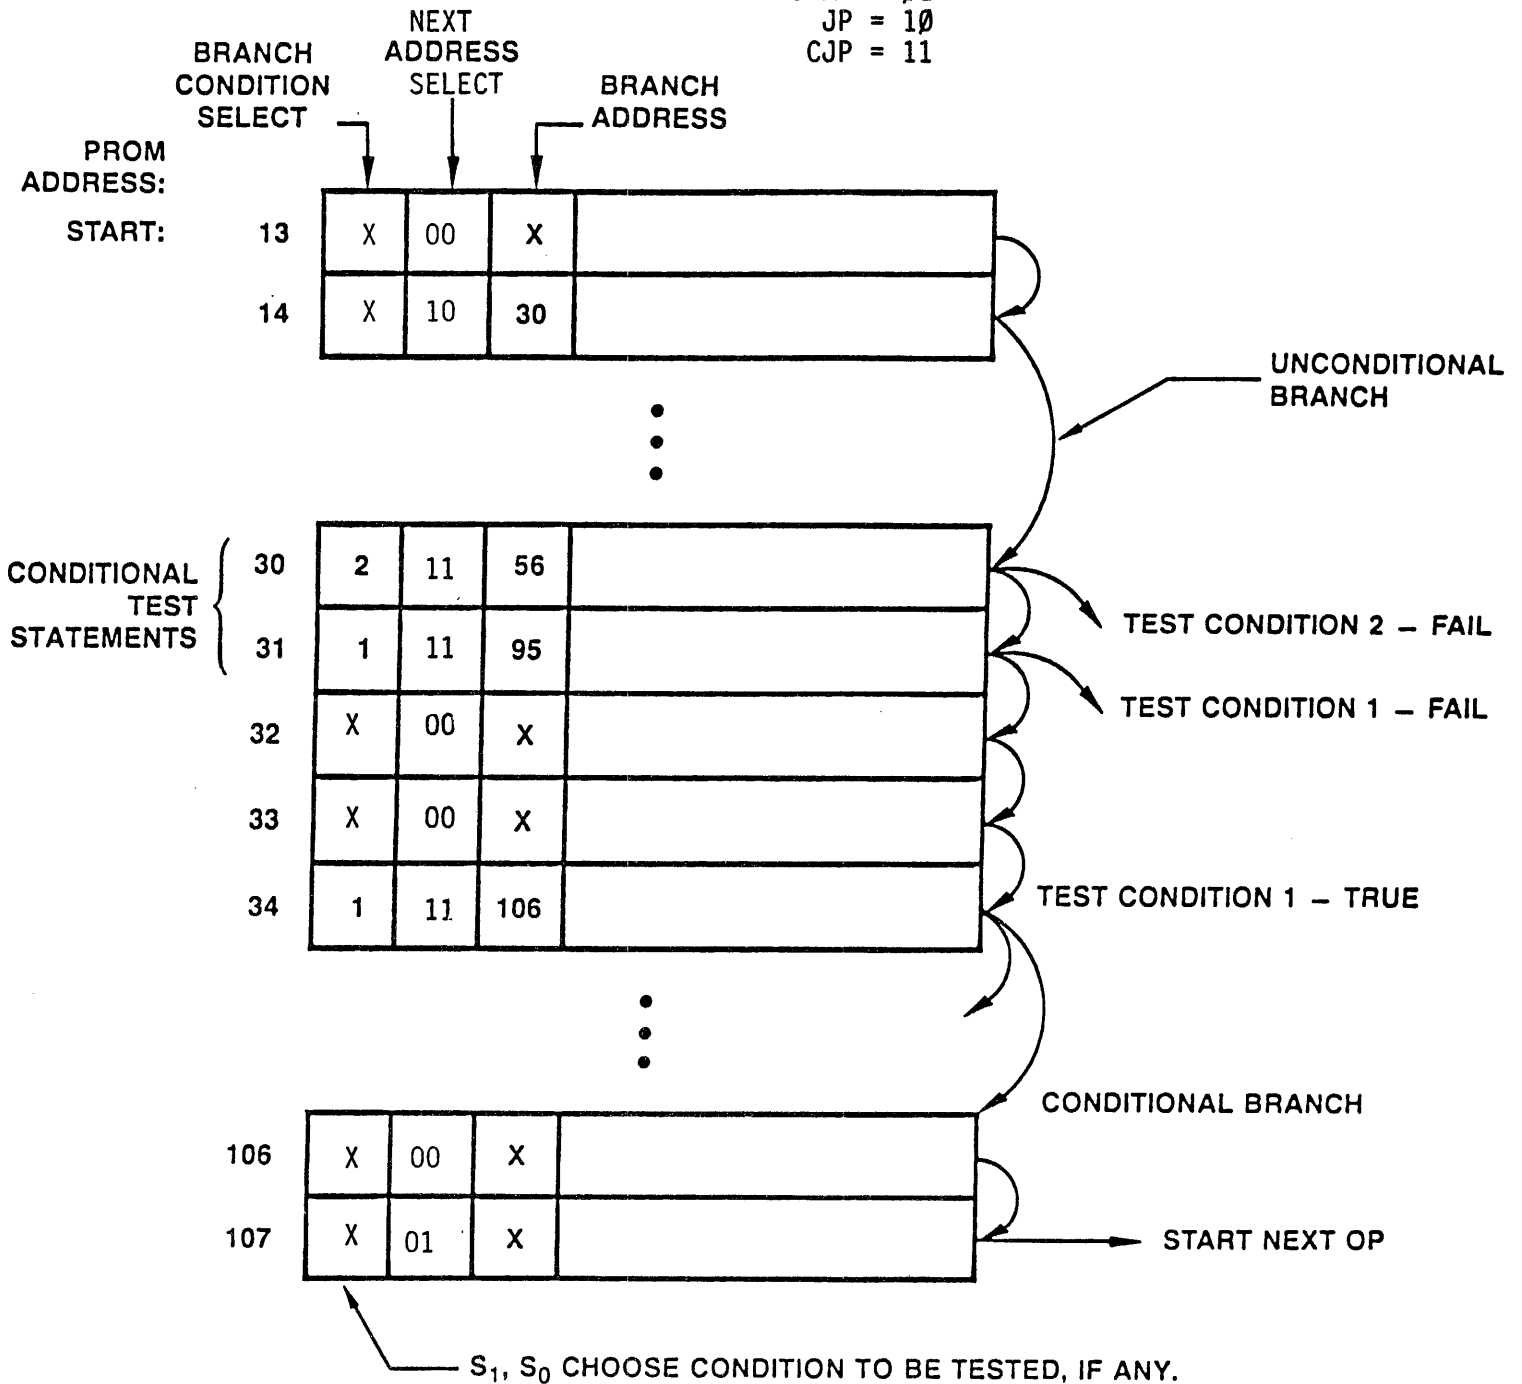 JP = 1Ø
CJP = 11
NEXT
ADDRESS
SELECT
BRANCH
CONDITION
SELECT
BRANCH
ADDRESS
PROM
ADDRESS:
START:
13 X 00 X
14 X 10 30
UNCONDITIONAL
BRANCH
CONDITIONAL
TEST
STATEMENTS
30 2 11 56
TEST CONDITION 2 – FAIL
31 1 11 95
TEST CONDITION 1 – FAIL
32 X 00 X
33 X 00 X
34 1 11 106
TEST CONDITION 1 – TRUE
CONDITIONAL BRANCH
106 X 00 X
107 X 01 X
START NEXT OP
S1, S0 CHOOSE CONDITION TO BE TESTED, IF ANY.